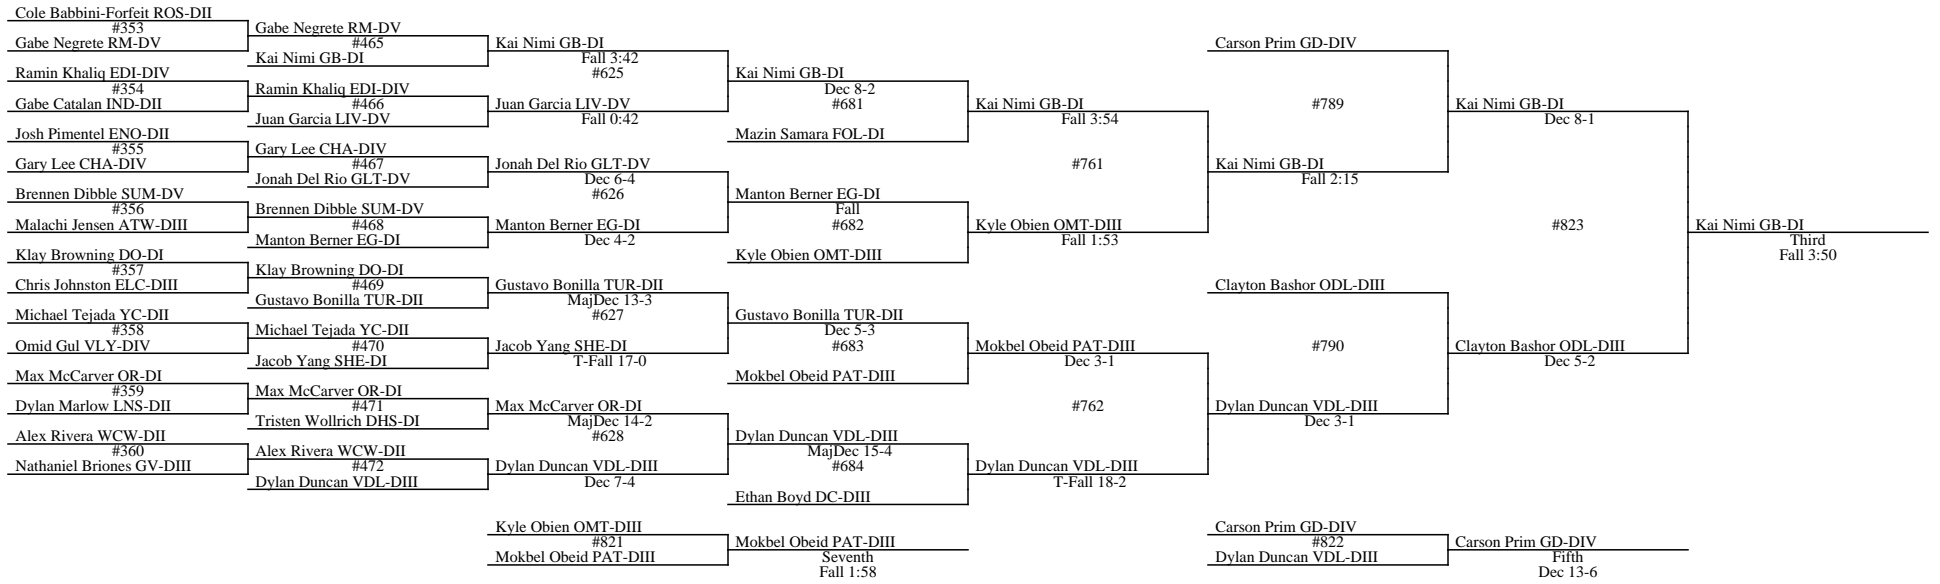 Cole Babbini-Forfeit ROS-DII
#353
Gabe Negrete RM-DV
Ramin Khaliq EDI-DIV
#354
Gabe Catalan IND-DII
Josh Pimentel ENO-DII
#355
Gary Lee CHA-DIV
Brennen Dibble SUM-DV
#356
Malachi Jensen ATW-DIII
Klay Browning DO-DI
#357
Chris Johnston ELC-DIII
Michael Tejada YC-DII
#358
Omid Gul VLY-DIV
Max McCarver OR-DI
#359
Dylan Marlow LNS-DII
Alex Rivera WCW-DII
#360
Nathaniel Briones GV-DIII
Gabe Negrete RM-DV
#465
Kai Nimi GB-DI
Ramin Khaliq EDI-DIV
#466
Juan Garcia LIV-DV
Gary Lee CHA-DIV
#467
Jonah Del Rio GLT-DV
Brennen Dibble SUM-DV
#468
Manton Berner EG-DI
Klay Browning DO-DI
#469
Gustavo Bonilla TUR-DII
Michael Tejada YC-DII
#470
Jacob Yang SHE-DI
Max McCarver OR-DI
#471
Tristen Wollrich DHS-DI
Alex Rivera WCW-DII
#472
Dylan Duncan VDL-DIII
Kai Nimi GB-DI
Fall 3:42
#625
Juan Garcia LIV-DV
Fall 0:42
Jonah Del Rio GLT-DV
Dec 6-4
#626
Manton Berner EG-DI
Dec 4-2
Gustavo Bonilla TUR-DII
MajDec 13-3
#627
Jacob Yang SHE-DI
T-Fall 17-0
Max McCarver OR-DI
MajDec 14-2
#628
Dylan Duncan VDL-DIII
Dec 7-4
Kai Nimi GB-DI
Dec 8-2
#681
Mazin Samara FOL-DI
Manton Berner EG-DI
Fall
#682
Kyle Obien OMT-DIII
Gustavo Bonilla TUR-DII
Dec 5-3
#683
Mokbel Obeid PAT-DIII
Dylan Duncan VDL-DIII
MajDec 15-4
#684
Ethan Boyd DC-DIII
Kai Nimi GB-DI
Fall 3:54
#761
Kyle Obien OMT-DIII
Fall 1:53
Mokbel Obeid PAT-DIII
Dec 3-1
#762
Dylan Duncan VDL-DIII
T-Fall 18-2
Carson Prim GD-DIV
#789
Kai Nimi GB-DI
Fall 2:15
Clayton Bashor ODL-DIII
#790
Dylan Duncan VDL-DIII
Dec 3-1
Kai Nimi GB-DI
Dec 8-1
#823
Clayton Bashor ODL-DIII
Dec 5-2
Kai Nimi GB-DI
Third
Fall 3:50
Kyle Obien OMT-DIII
#821
Mokbel Obeid PAT-DIII
Mokbel Obeid PAT-DIII
Seventh
Fall 1:58
Carson Prim GD-DIV
#822
Dylan Duncan VDL-DIII
Carson Prim GD-DIV
Fifth
Dec 13-6